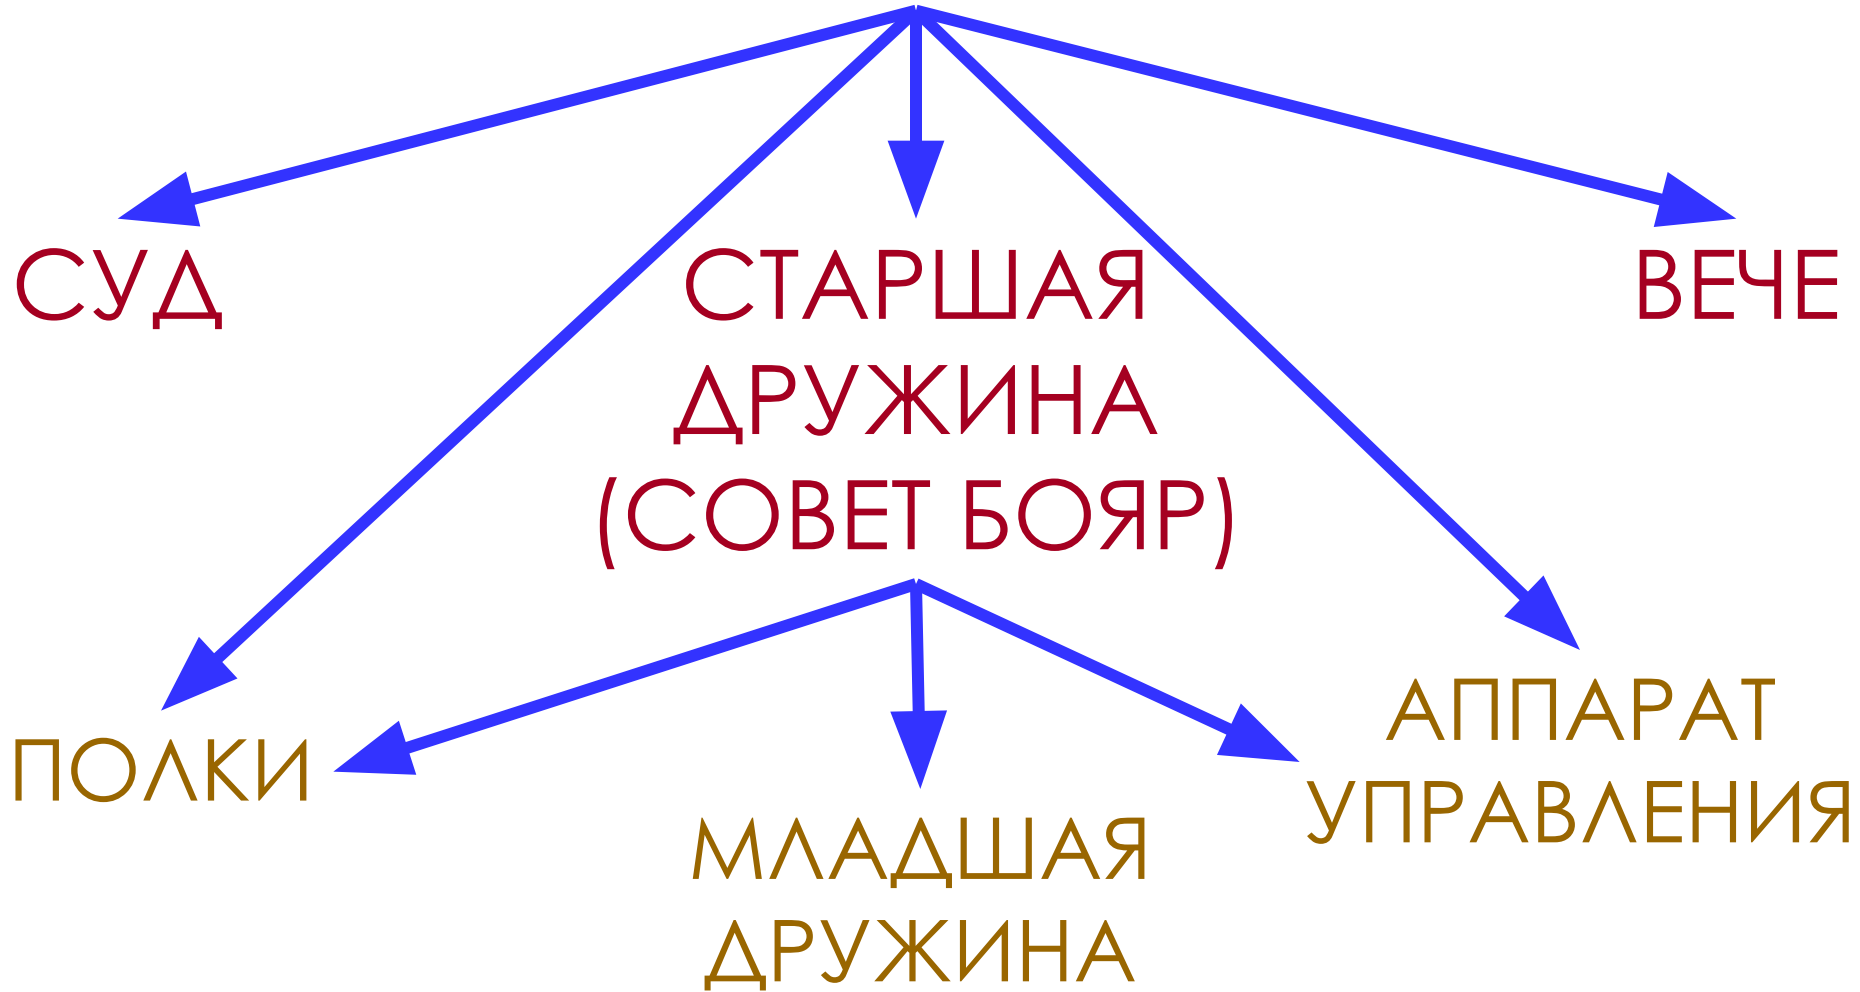 СУД
СТАРШАЯ
ДРУЖИНА
(СОВЕТ БОЯР)
ВЕЧЕ
ПОЛКИ
МЛАДШАЯ
ДРУЖИНА
АППАРАТ
УПРАВЛЕНИЯ